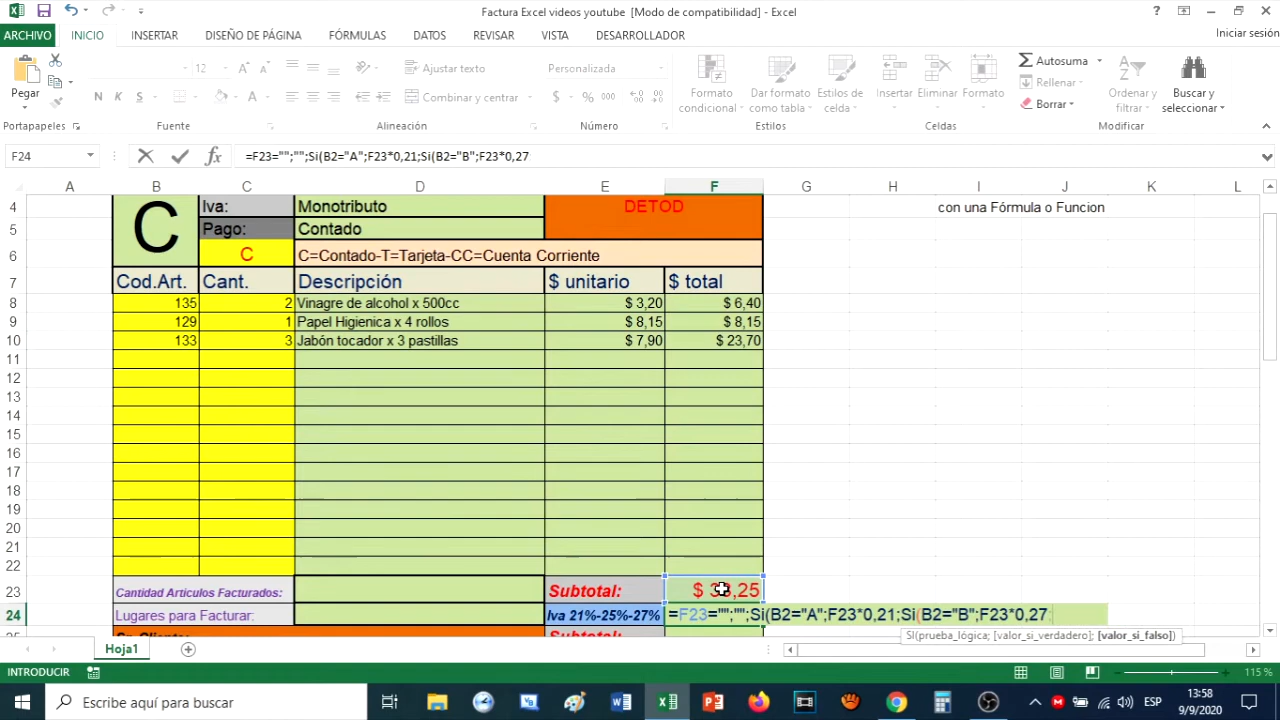 Factura Excel videos youtube [Modo de compatibilidad] - Excel
ARCHIVO INICIO INSERTAR DISEÑO DE PÁGINA FÓRMULAS DATOS REVISAR VISTA DESARROLLADOR Iniciar sesión
Pegar
Portapapeles
12
N K S
Fuente
Ajustar texto
Combinar y centrar
Alineación
Personalizada
$ % 000
Número
Formato condicional
Dar formato como tabla
Estilos de celda
Estilos
Insertar Eliminar Formato
Celdas
Autosuma
Rellenar
Borrar
Ordenar y filtrar
Buscar y seleccionar
Modificar
F24 fx =F23="";"";Si(B2="A";F23*0,21;Si(B2="B";F23*0,27
A B C D E F G H I J K L
4 C Iva: Monotributo DETOD con una Fórmula o Funcion
5 Pago: Contado
6 C C=Contado-T=Tarjeta-CC=Cuenta Corriente
7 Cod.Art. Cant. Descripción $ unitario $ total
8 135 2 Vinagre de alcohol x 500cc $ 3,20 $ 6,40
9 129 1 Papel Higienica x 4 rollos $ 8,15 $ 8,15
10 133 3 Jabón tocador x 3 pastillas $ 7,90 $ 23,70
11
12
13
14
15
16
17
18
19
20
21
22
23 Cantidad Articulos Facturados: Subtotal: $ 38,25
24 Lugares para Facturar: Iva 21%-25%-27% =F23="";"";Si(B2="A";F23*0,21;Si(B2="B";F23*0,27;
SI(prueba_lógica; [valor_si_verdadero]; [valor_si_falso])
Hoja1
INTRODUCIR 115 %
Escribe aquí para buscar
ESP
13:58
9/9/2020